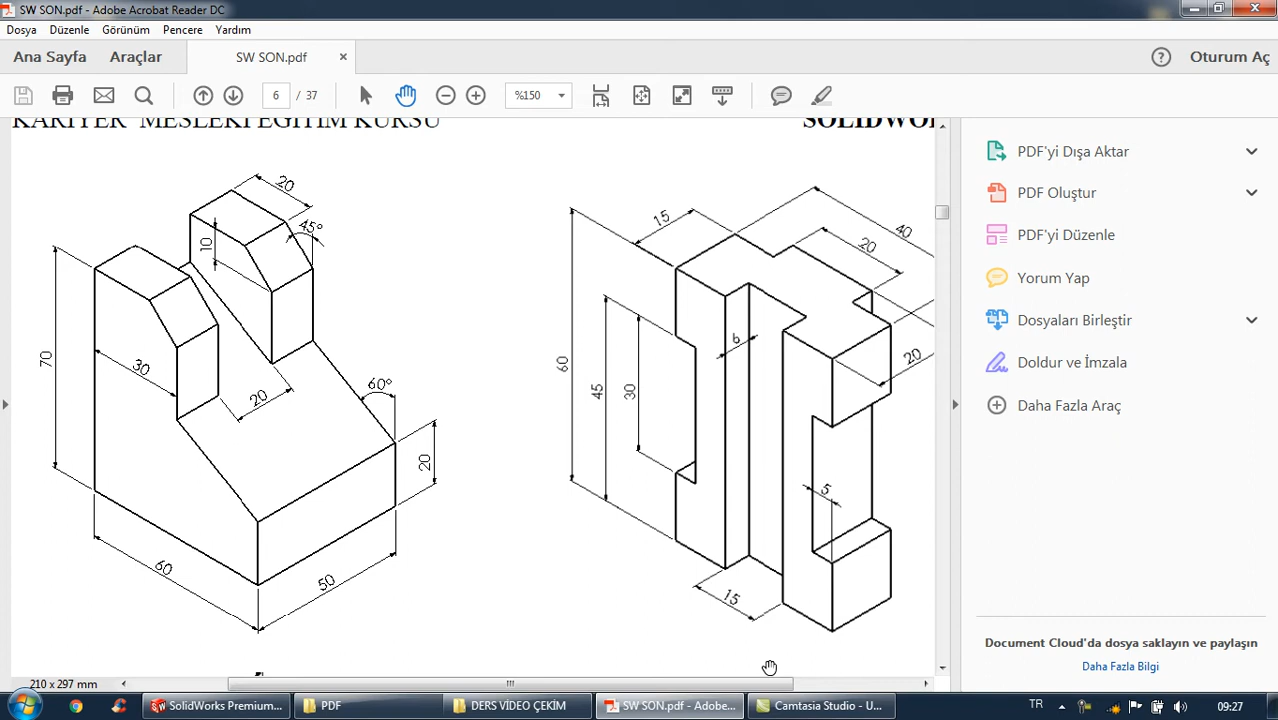 SW SON.pdf - Adobe Acrobat Reader DC
Dosya Düzenle Görünüm Pencere Yardım
Ana Sayfa Araçlar SW SON.pdf × ? Oturum Aç
6 / 37 %150
KARİYER MESLEKİ EĞİTİM KURSU SOLIDWOR
20
45°
10
70
30
20
60°
20
60
50
15
40
20
6
60
45
30
20
5
15
PDF'yi Dışa Aktar
PDF Oluştur
PDF'yi Düzenle
Yorum Yap
Dosyaları Birleştir
Doldur ve İmzala
Daha Fazla Araç
Document Cloud'da dosya saklayın ve paylaşın
Daha Fazla Bilgi
210 x 297 mm
SolidWorks Premium... PDF DERS VİDEO ÇEKİM SW SON.pdf - Adobe... Camtasia Studio - U... TR 09:27